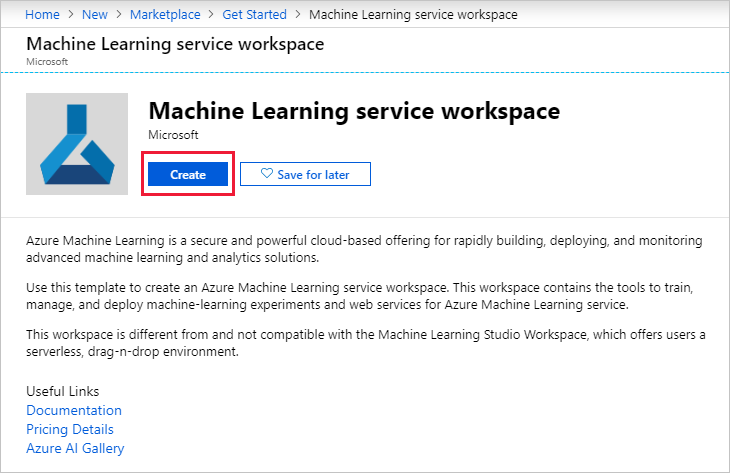 Home > New > Marketplace > Get Started > Machine Learning service workspace
Machine Learning service workspace
Microsoft
Machine Learning service workspace
Microsoft
Create
Save for later
Azure Machine Learning is a secure and powerful cloud-based offering for rapidly building, deploying, and monitoring
advanced machine learning and analytics solutions.
Use this template to create an Azure Machine Learning service workspace. This workspace contains the tools to train,
manage, and deploy machine-learning experiments and web services for Azure Machine Learning service.
This workspace is different from and not compatible with the Machine Learning Studio Workspace, which offers users a
serverless, drag-n-drop environment.
Useful Links
Documentation
Pricing Details
Azure AI Gallery